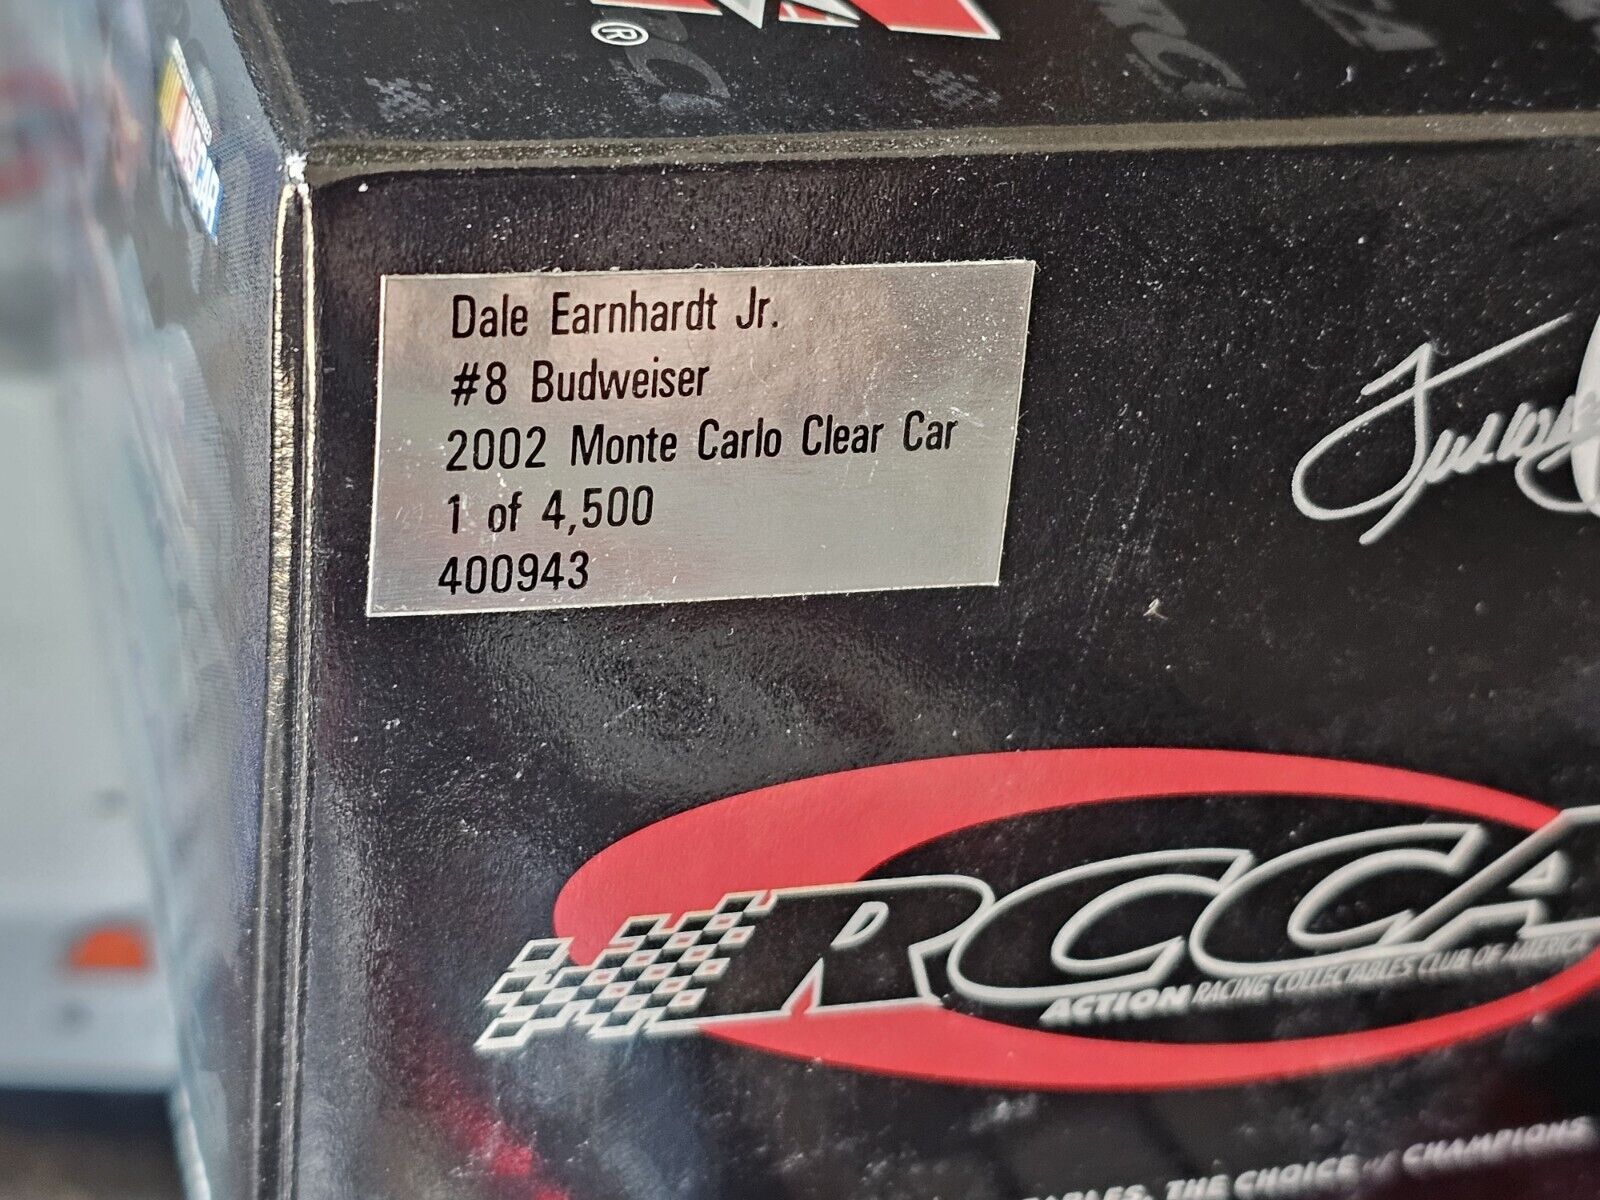 ®
NASCAR
Dale Earnhardt Jr.
#8 Budweiser
2002 Monte Carlo Clear Car
1 of 4,500
400943
RCCA
ACTION RACING COLLECTABLES CLUB OF AMERICA
THE CHOICE of CHAMPIONS